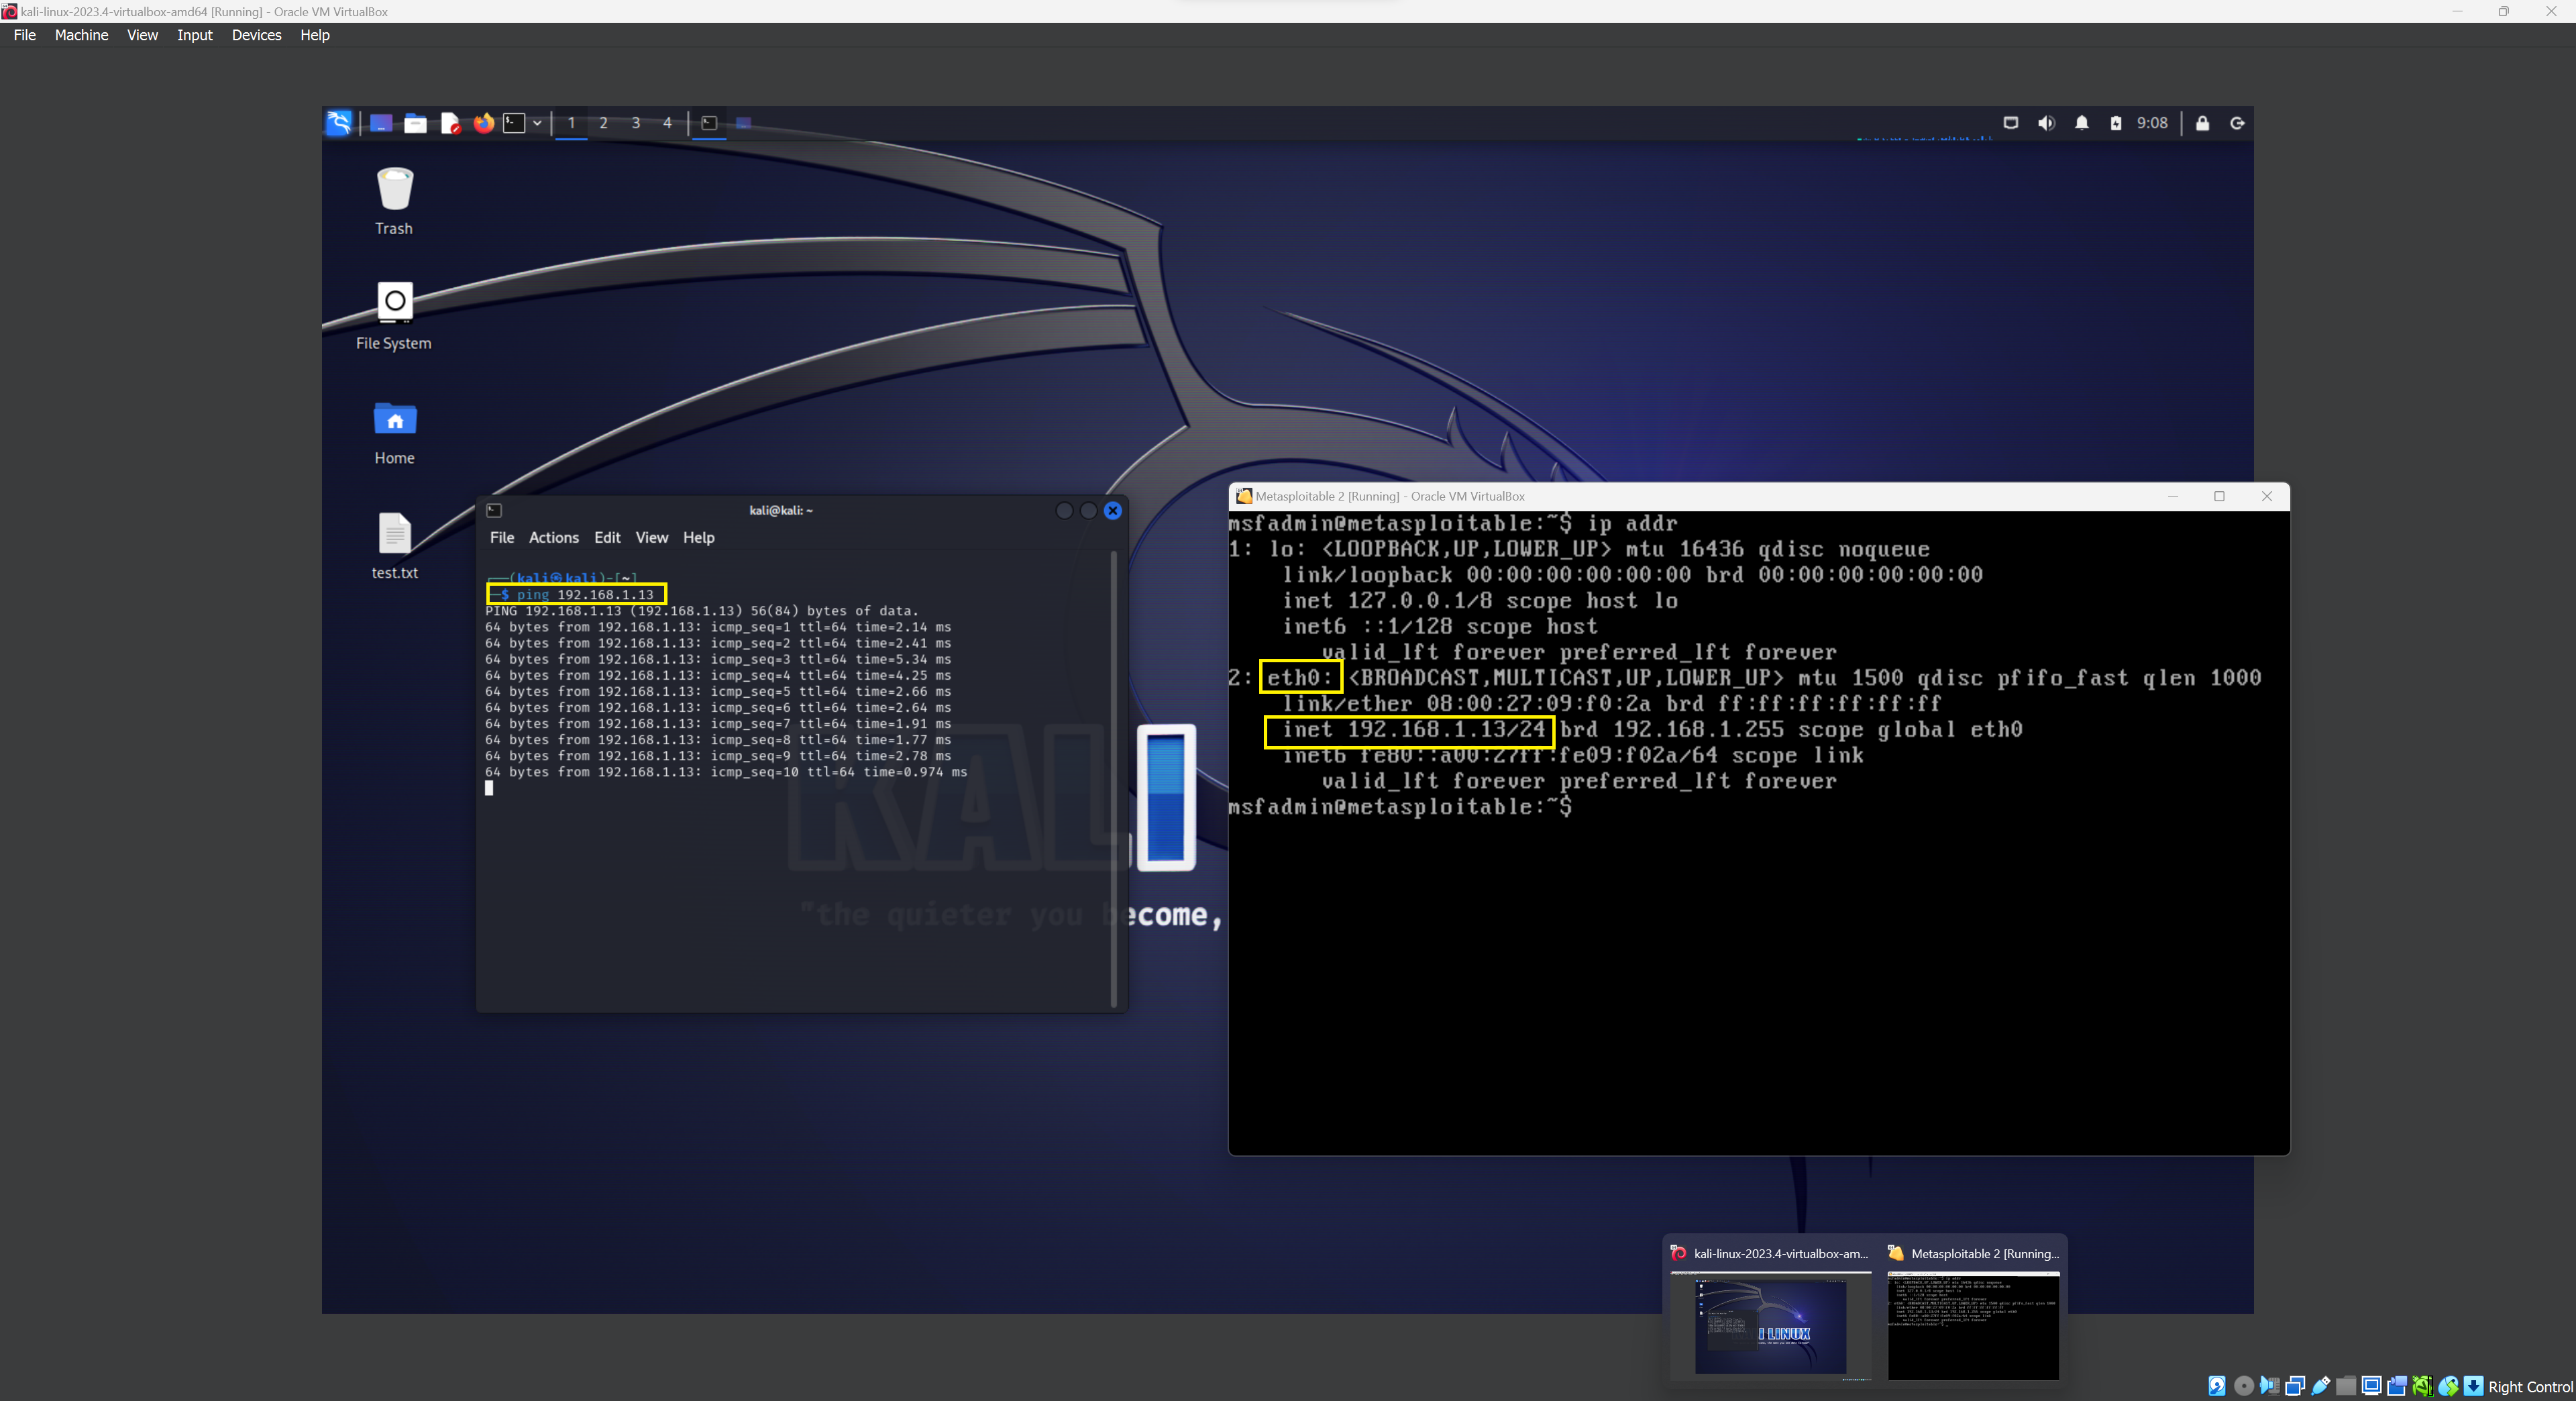 kali-linux-2023.4-virtualbox-amd64 [Running] - Oracle VM VirtualBox
File Machine View Input Devices Help
1 2 3 4 9:08
Trash
File System
Home
test.txt
kali@kali: ~
File Actions Edit View Help
(kali㉿kali)-[~]
$ ping 192.168.1.13
PING 192.168.1.13 (192.168.1.13) 56(84) bytes of data.
64 bytes from 192.168.1.13: icmp_seq=1 ttl=64 time=2.14 ms
64 bytes from 192.168.1.13: icmp_seq=2 ttl=64 time=2.41 ms
64 bytes from 192.168.1.13: icmp_seq=3 ttl=64 time=5.34 ms
64 bytes from 192.168.1.13: icmp_seq=4 ttl=64 time=4.25 ms
64 bytes from 192.168.1.13: icmp_seq=5 ttl=64 time=2.66 ms
64 bytes from 192.168.1.13: icmp_seq=6 ttl=64 time=2.64 ms
64 bytes from 192.168.1.13: icmp_seq=7 ttl=64 time=1.91 ms
64 bytes from 192.168.1.13: icmp_seq=8 ttl=64 time=1.77 ms
64 bytes from 192.168.1.13: icmp_seq=9 ttl=64 time=2.78 ms
64 bytes from 192.168.1.13: icmp_seq=10 ttl=64 time=0.974 ms
KALI
"the quieter you become,
Metasploitable 2 [Running] - Oracle VM VirtualBox
msfadmin@metasploitable:~$ ip addr
1: lo: <LOOPBACK,UP,LOWER_UP> mtu 16436 qdisc noqueue
link/loopback 00:00:00:00:00:00 brd 00:00:00:00:00:00
inet 127.0.0.1/8 scope host lo
inet6 ::1/128 scope host
valid_lft forever preferred_lft forever
2: eth0: <BROADCAST,MULTICAST,UP,LOWER_UP> mtu 1500 qdisc pfifo_fast qlen 1000
link/ether 08:00:27:09:f0:2a brd ff:ff:ff:ff:ff:ff
inet 192.168.1.13/24 brd 192.168.1.255 scope global eth0
inet6 fe80::a00:27ff:fe09:f02a/64 scope link
valid_lft forever preferred_lft forever
msfadmin@metasploitable:~$
kali-linux-2023.4-virtualbox-am...
Metasploitable 2 [Running...
I LINUX
Right Control